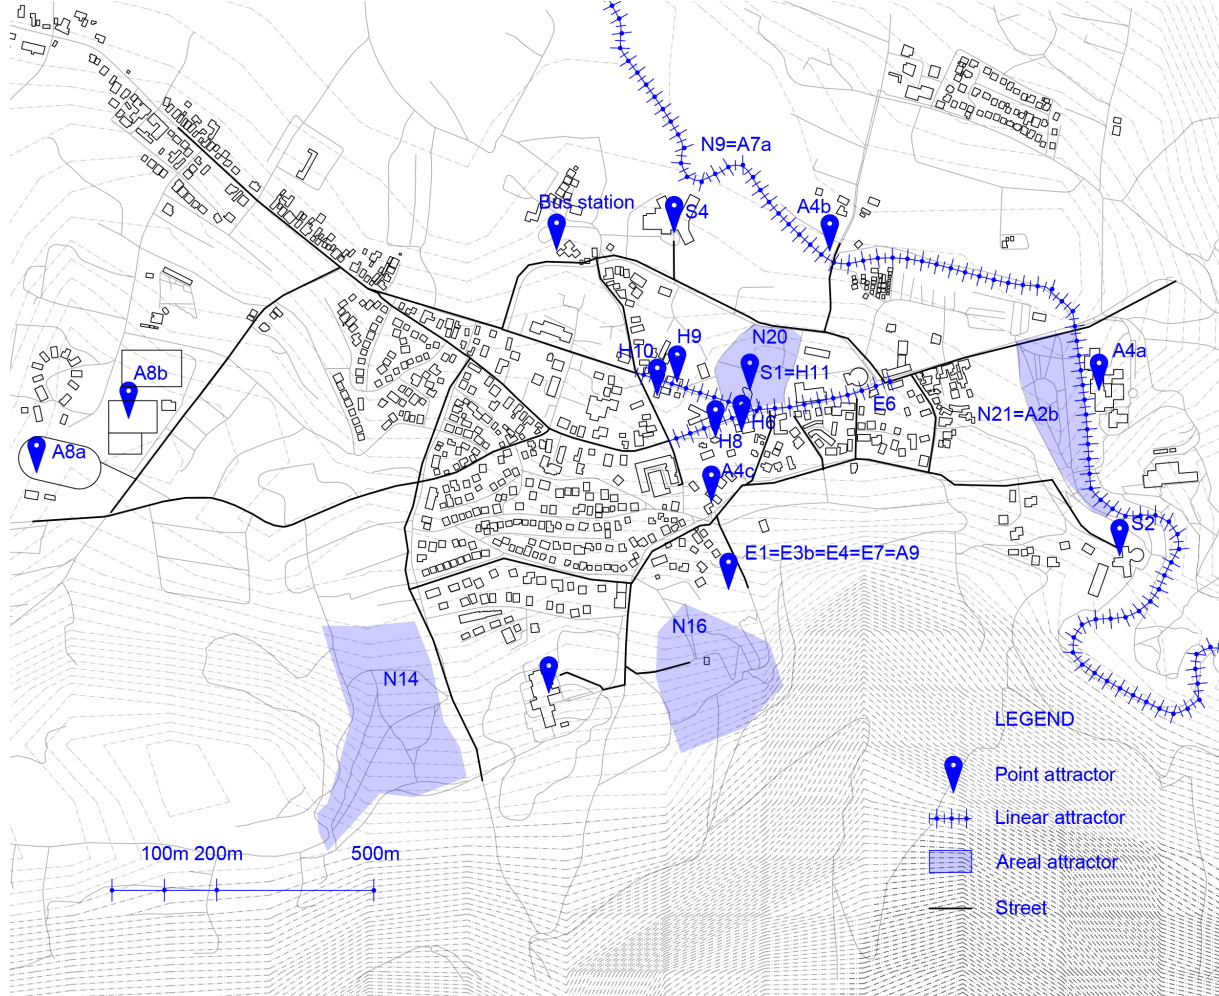 N9=A7a
Bus station
S4
A4b
H9
N20
H10
A4a
A8b
S1=H11
E6
N21=A2b
H6
H8
A8a
A4c
S2
E1=E3b=E4=E7=A9
N16
N14
LEGEND
Point attractor
Linear attractor
100m 200m 500m
Areal attractor
Street